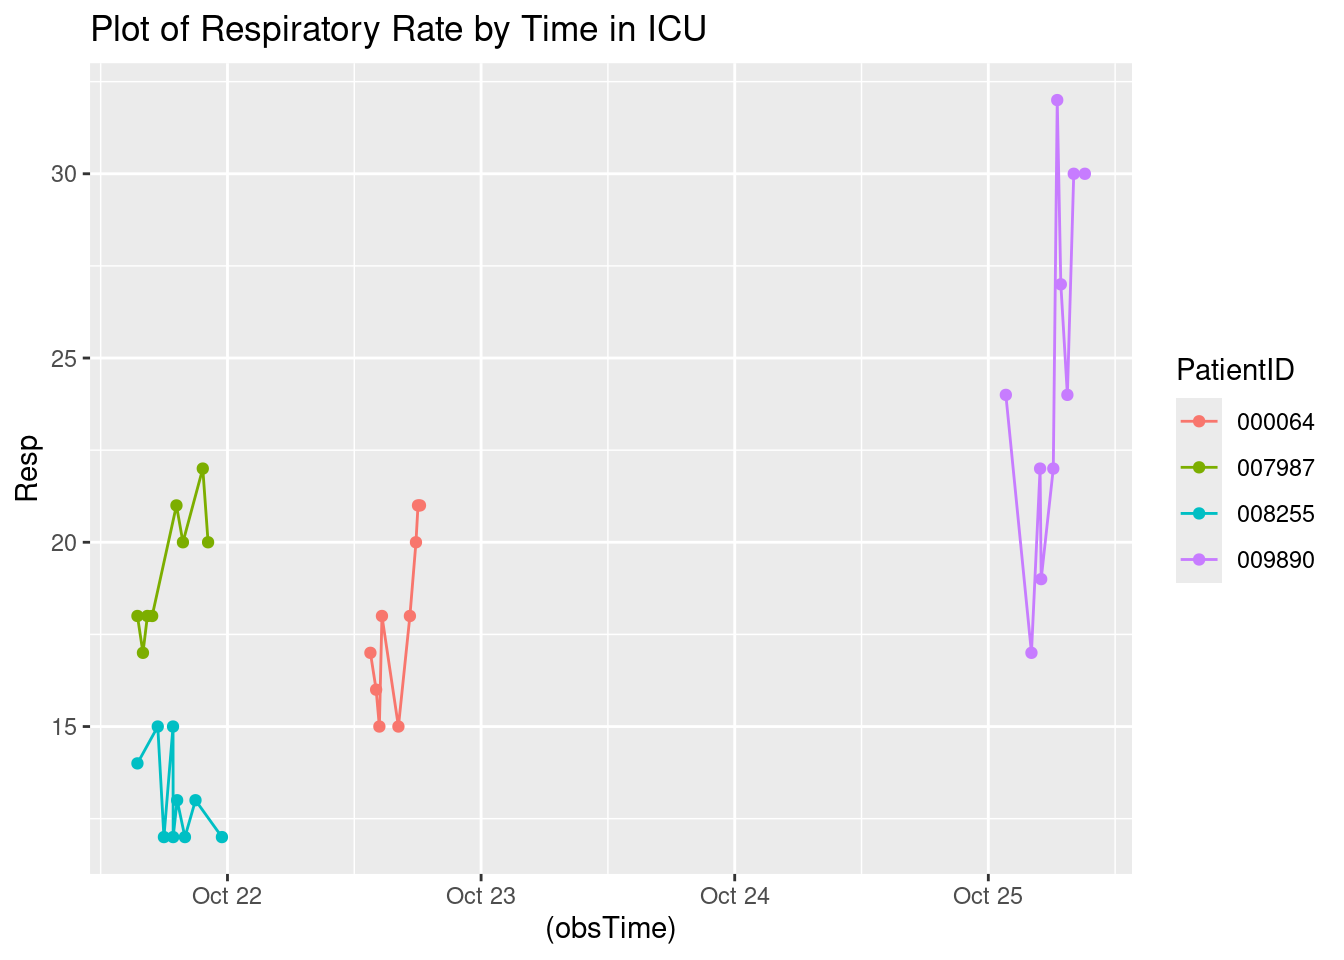 Plot of Respiratory Rate by Time in ICU
Resp
30
25
20
15
Oct 22
Oct 23
Oct 24
Oct 25
(obsTime)
PatientID
000064
007987
008255
009890